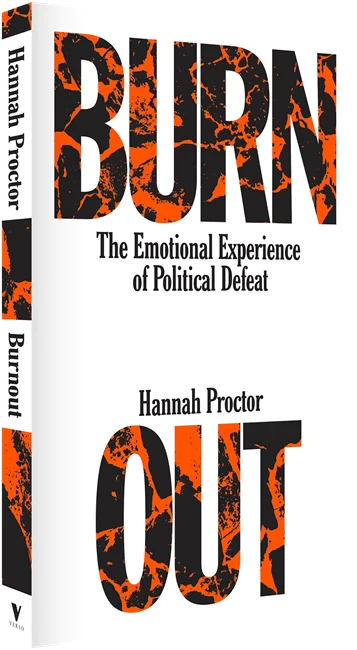 BURN
The Emotional Experience
of Political Defeat
Hannah Proctor
OUT
Hannah Proctor
Burnout
V
VERSO